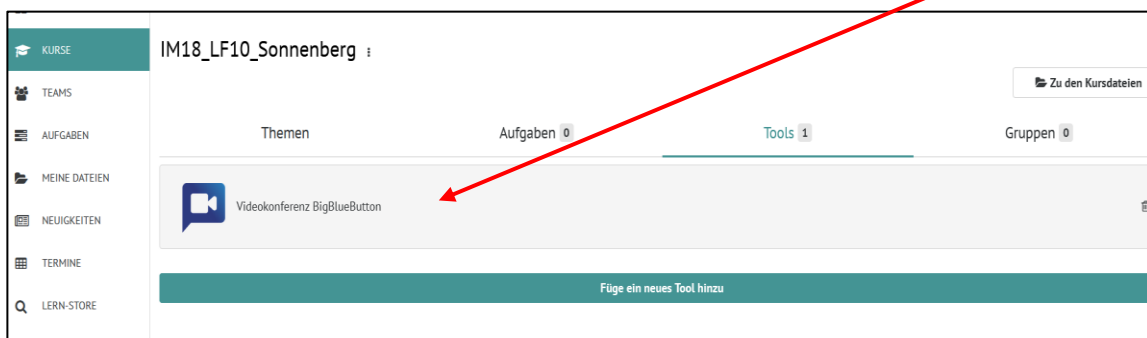 KURSE
TEAMS
AUFGABEN
MEINE DATEIEN
NEUIGKEITEN
TERMINE
LERN-STORE
IM18_LF10_Sonnenberg
Zu den Kursdateien
Themen Aufgaben 0 Tools 1 Gruppen 0
Videokonferenz BigBlueButton
Füge ein neues Tool hinzu